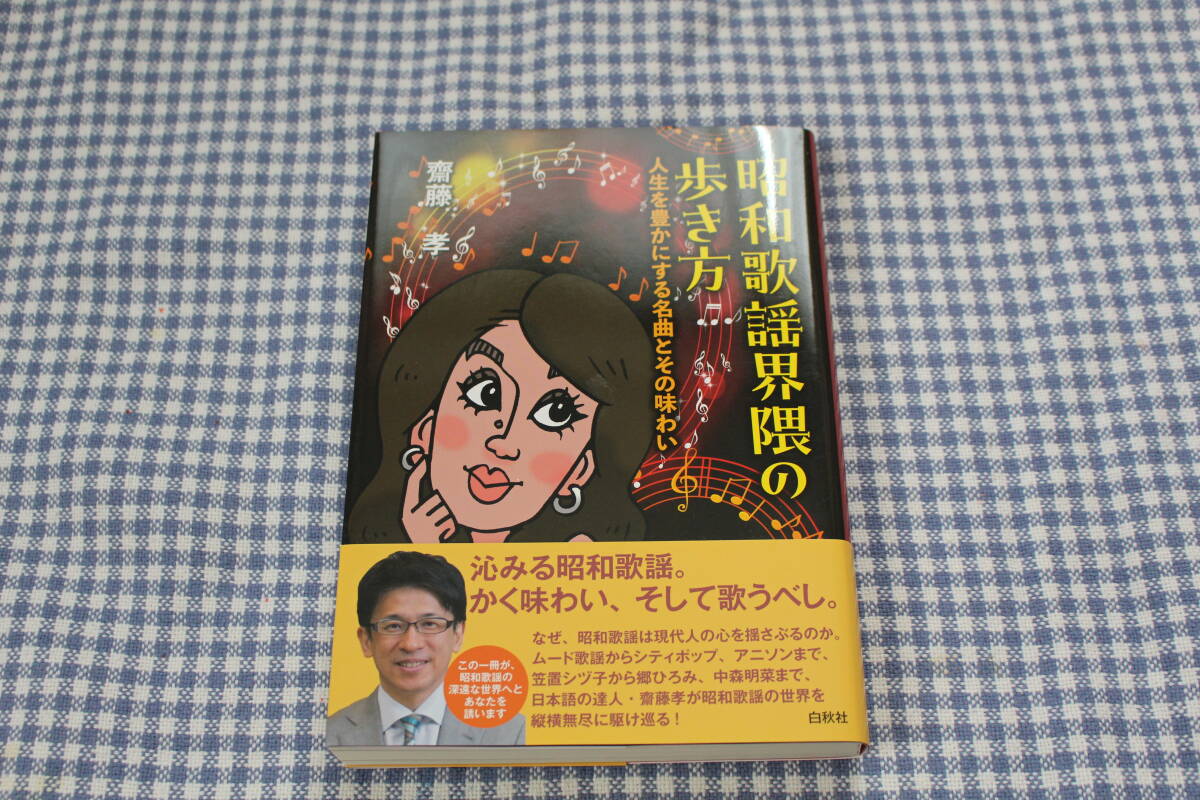 昭和歌謡界隈の
歩き方
人生を豊かにする名曲とその味わい
齋藤 孝
沁みる昭和歌謡。
かく味わい、そして歌うべし。
なぜ、昭和歌謡は現代人の心を揺さぶるのか。
ムード歌謡からシティポップ、アニソンまで、
笠置シヅ子から郷ひろみ、中森明菜まで、
日本語の達人・齋藤孝が昭和歌謡の世界を
縦横無尽に駆け巡る!
この一冊が、
昭和歌謡の
深遠な世界へと
あなたを
誘います
白秋社